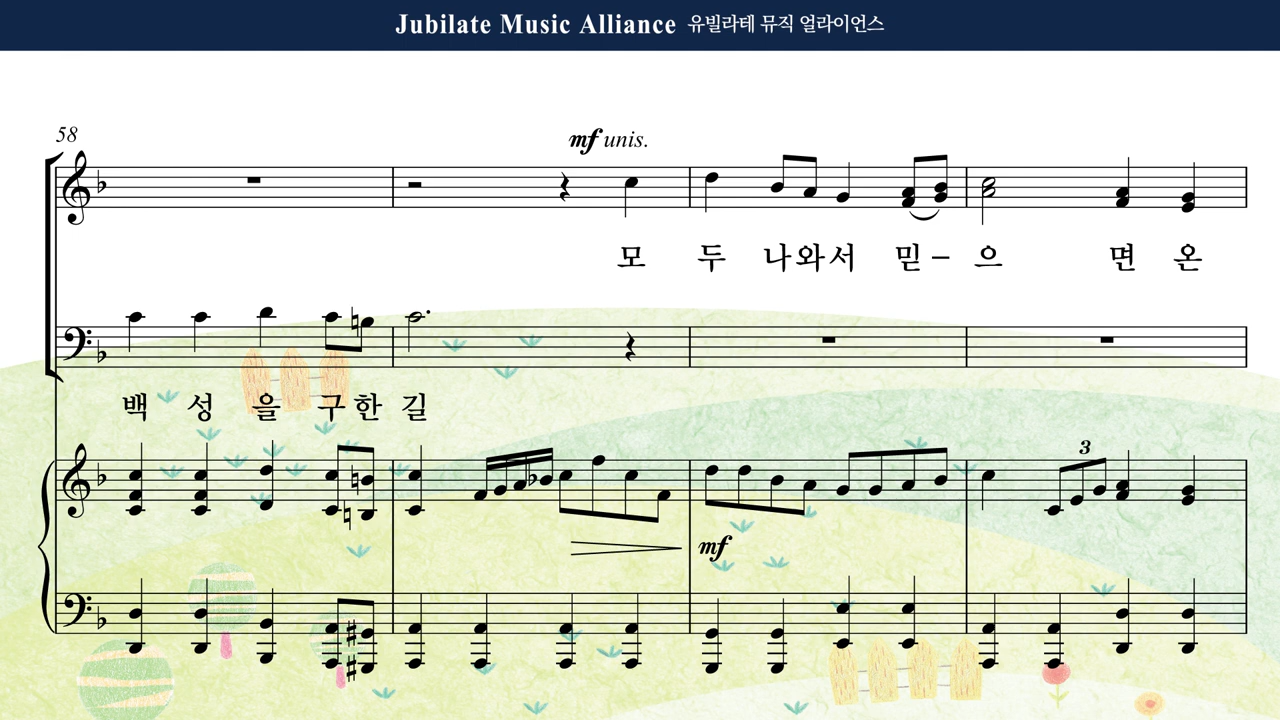 Jubilate Music Alliance 유빌라테 뮤직 얼라이언스
58
mf unis.
모 두 나 와 서 믿 – 으 면 온
백 성 을 구 한 길
3
mf